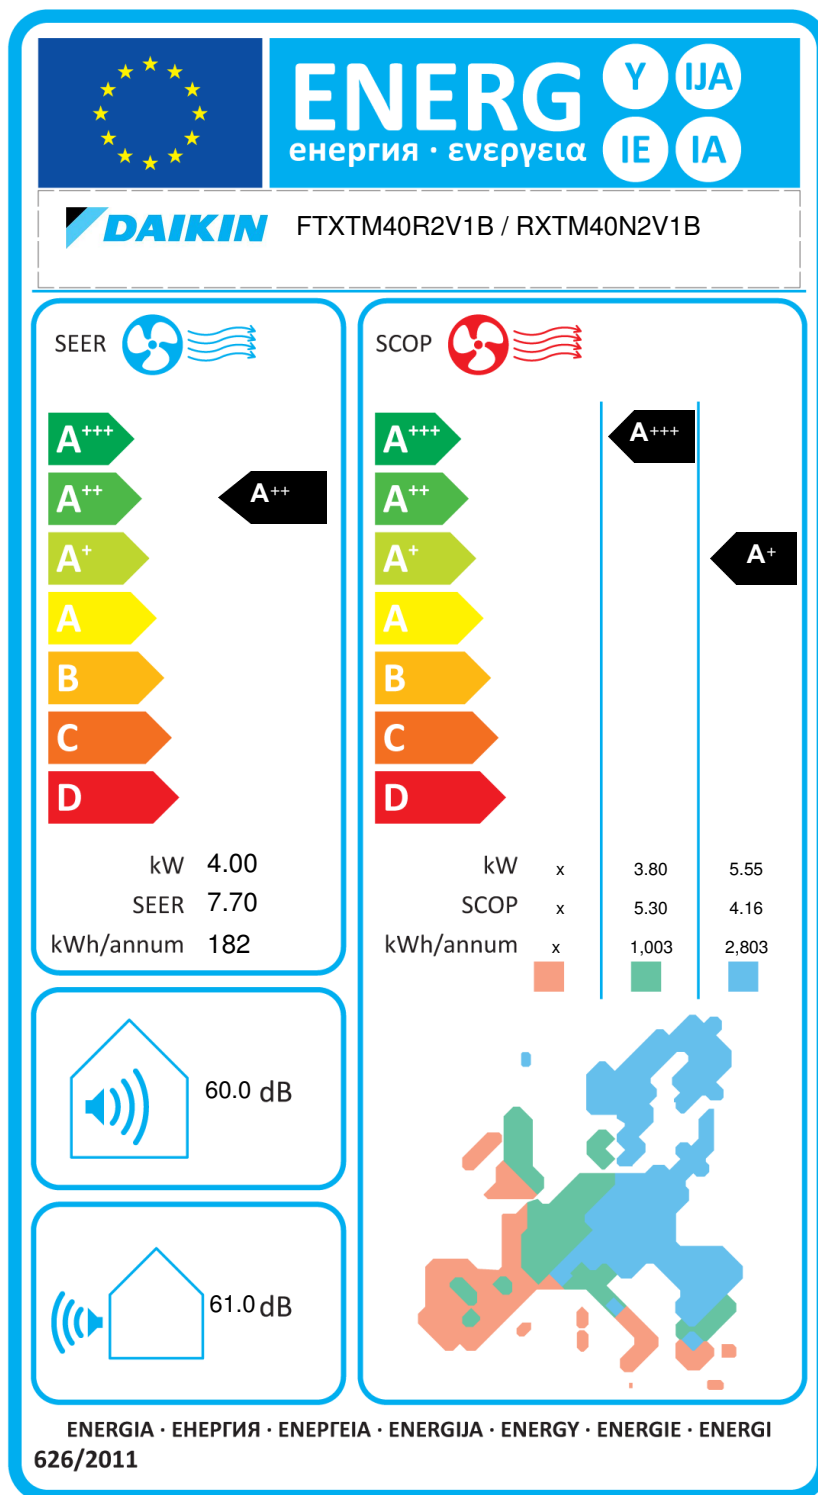 ENERG
енергия · ενεργεια
Y IJA
IE IA
DAIKIN FTXTM40R2V1B / RXTM40N2V1B
SEER
A+++
A++ A++
A+
A
B
C
D
kW 4.00
SEER 7.70
kWh/annum 182
SCOP
A+++ A+++
A++
A+ A+
A
B
C
D
kW x 3.80 5.55
SCOP x 5.30 4.16
kWh/annum x 1,003 2,803
60.0 dB
61.0 dB
ENERGIA · ЕНЕРГИЯ · ΕΝΕΡΓΕΙΑ · ENERGIJA · ENERGY · ENERGIE · ENERGI
626/2011